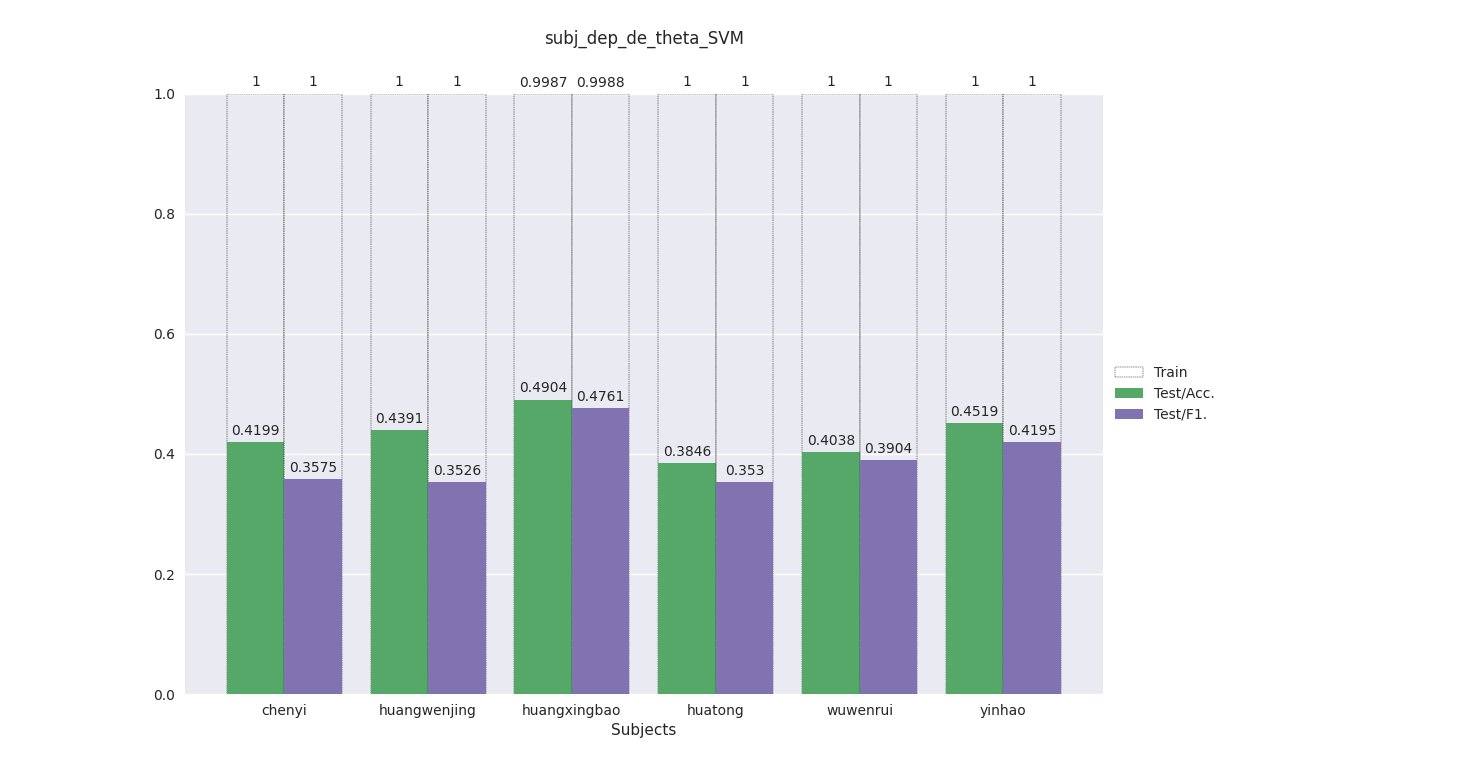 subj_dep_de_theta_SVM
1 1 1 1 0.9987 0.9988 1 1 1 1 1 1
1.0
0.8
0.6
0.4
0.2
0.0
0.4199 0.3575 0.4391 0.3526 0.4904 0.4761 0.3846 0.353 0.4038 0.3904 0.4519 0.4195
chenyi huangwenjing huangxingbao huatong wuwenrui yinhao
Subjects
Train
Test/Acc.
Test/F1.